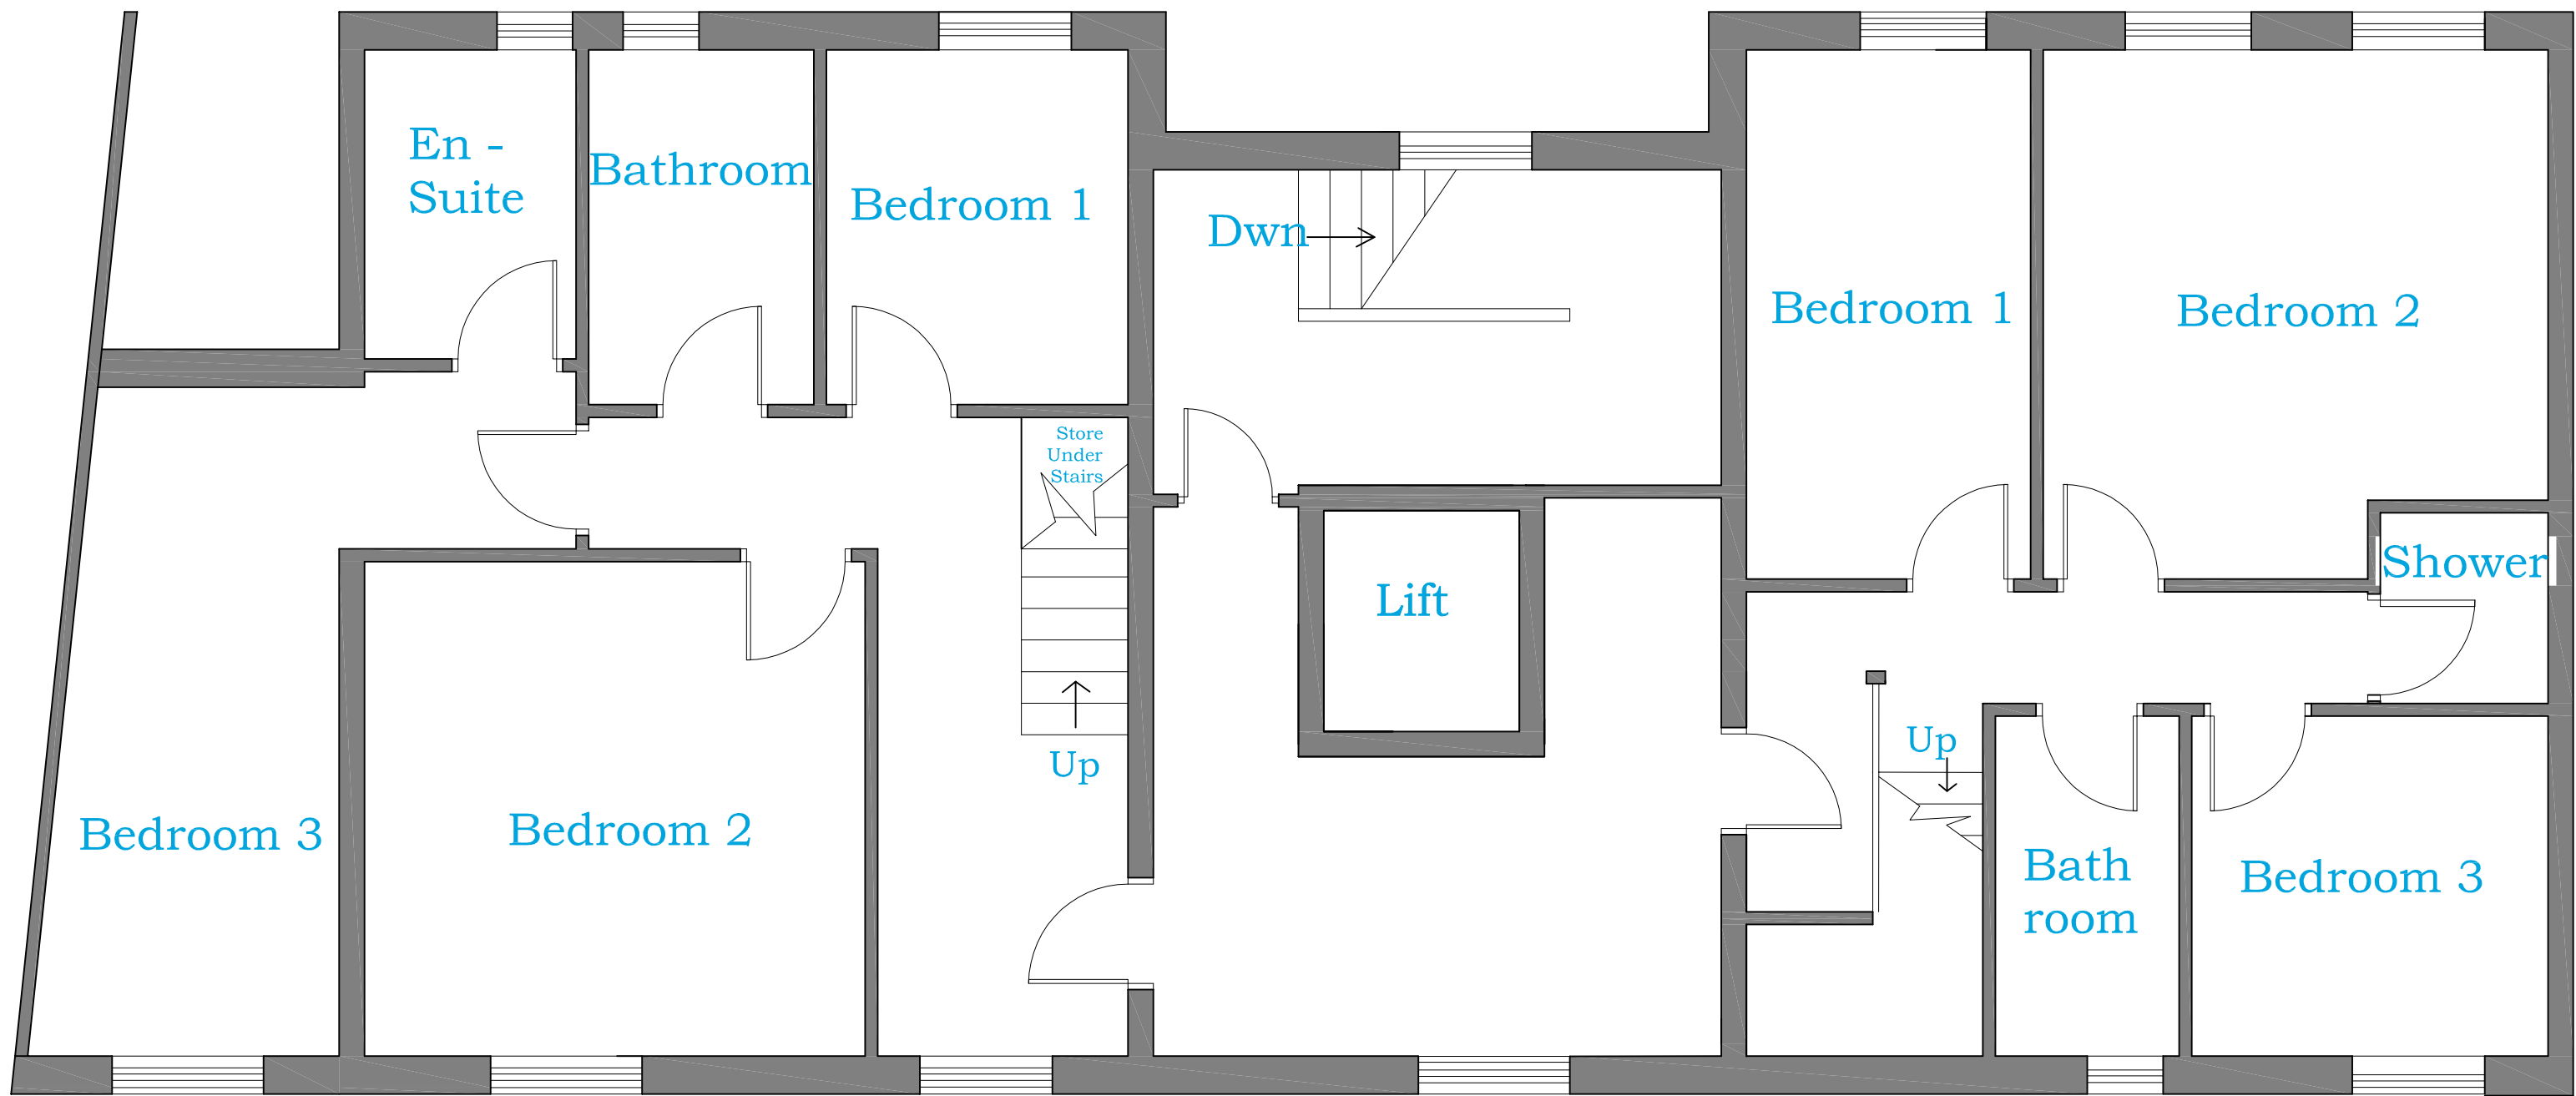 En -
Suite
Bathroom
Bedroom 1
Store
Under
Stairs
Up
Bedroom 3
Bedroom 2
Dwn
Lift
Bedroom 1
Bedroom 2
Shower
Up
Bath
room
Bedroom 3